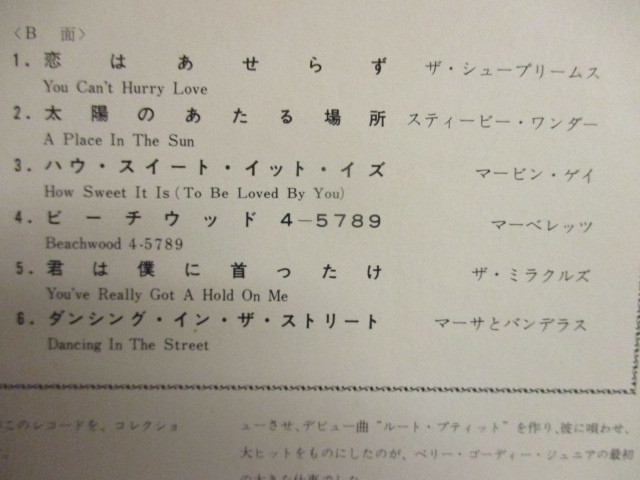 〈B 面〉
1. 恋はあせらず ザ・シュープリームス
You Can't Hurry Love
2. 太陽のあたる場所 スティービー・ワンダー
A Place In The Sun
3. ハウ・スイート・イット・イズ マービン・ゲイ
How Sweet It Is (To Be Loved By You)
4. ビーチウッド 4-5789 マーベレッツ
Beachwood 4-5789
5. 君は僕に首ったけ ザ・ミラクルズ
You've Really Got A Hold On Me
6. ダンシング・イン・ザ・ストリート マーサとバンデラス
Dancing In The Street
このレコードを、コレクショ
ューさせ、デビュー曲“ルート・プティット”を作り、彼に唄わせ、
大ヒットをものにしたのが、ベリー・ゴーディー・ジュニアの最初
の大きな仕事でした